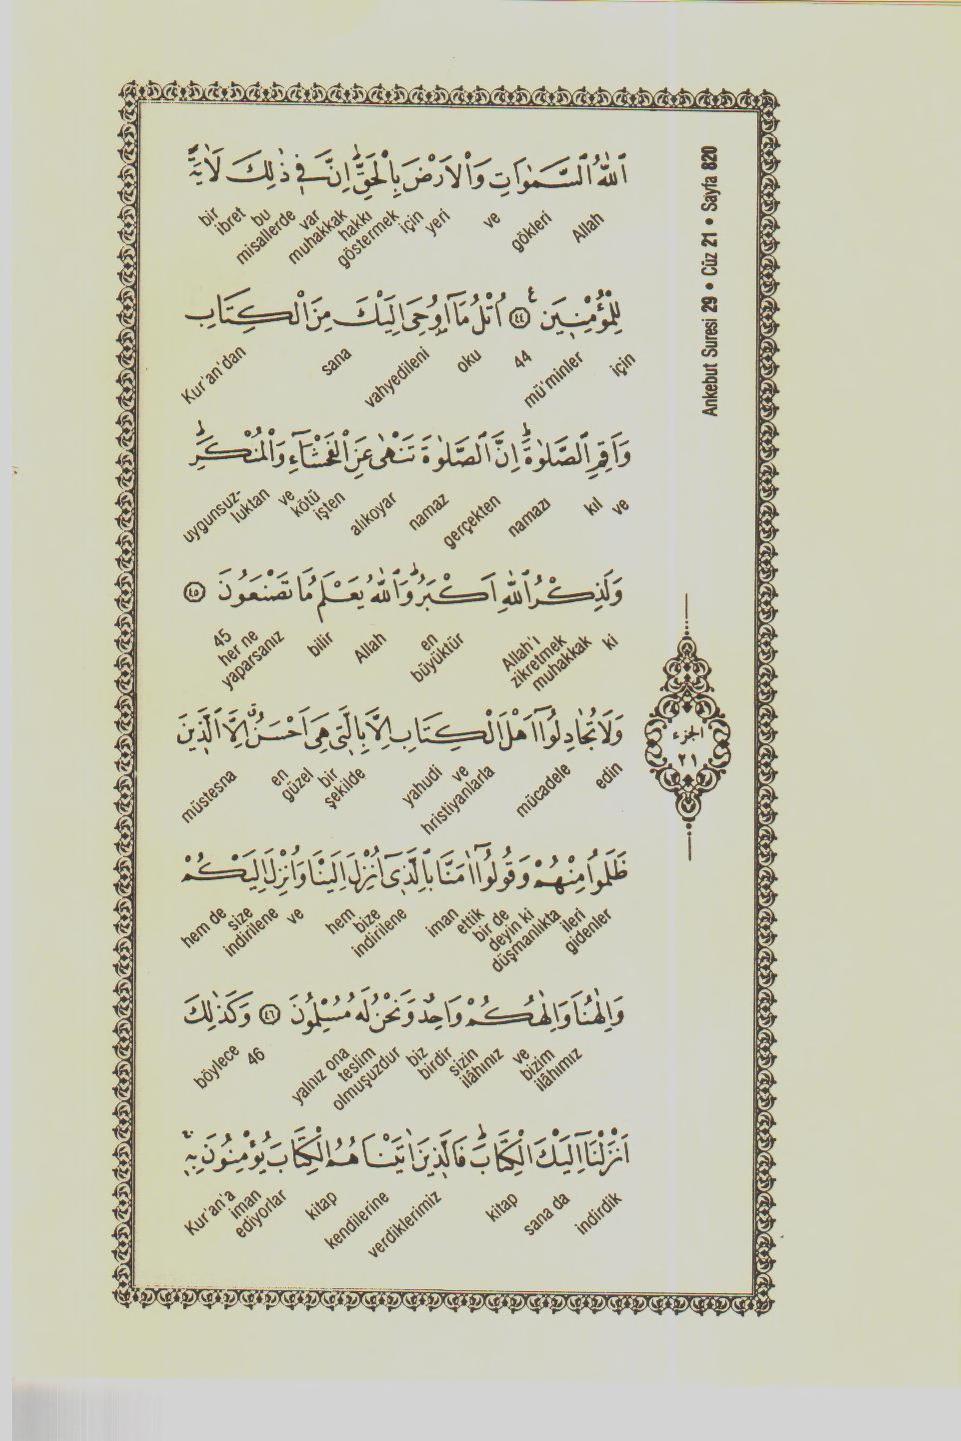 Ankebut Suresi 29 • Cüz 21 • Sayfa 820
اَللّٰهُ السَّمٰوَاتِ وَالْاَرْضَ بِالْحَقِّۜ اِنَّ ف۪ي ذٰلِكَ لَاٰيَةً
Allah gökleri ve yeri için göstermek hakkı muhakkak var misallerde bu ibret bir
لِلْمُؤْمِن۪ينَ ﴿٤٤﴾ اُتْلُ مَٓا اُو۫حِيَ اِلَيْكَ مِنَ الْكِتَابِ
için mü'minler 44 oku vahyedileni sana Kur'an'dan
وَاَقِمِ الصَّلٰوةَۜ اِنَّ الصَّلٰوةَ تَنْهٰى عَنِ الْفَحْشَٓاءِ وَالْمُنْكَرِۜ
ve kıl namazı gerçekten namaz alıkoyar işten kötü ve uygunsuz-luktan
وَلَذِكْرُ اللّٰهِ اَكْبَرُۜ وَاللّٰهُ يَعْلَمُ مَا تَصْنَعُونَ ﴿٤٥﴾
ki muhakkak zikretmek Allah'ı büyüktür en Allah bilir yaparsanız her ne 45
وَلَا تُجَادِلُٓوا اَهْلَ الْكِتَابِ اِلَّا بِالَّت۪ي هِيَ اَحْسَنُۗ اِلَّا الَّذ۪ينَ
الجزء
٢١
edin mücadele hristiyanlarla ve yahudi şekilde bir güzel en müstesna
ظَلَمُوا مِنْهُمْ وَقُولُٓوا اٰمَنَّا بِالَّذ۪ٓي اُنْزِلَ اِلَيْنَا وَاُنْزِلَ اِلَيْكُمْ
gidenler ileri düşmanlıkta deyin ki bir de ettik iman indirilene bize hem ve indirilene size hem de
وَاِلٰهُنَا وَاِلٰهُكُمْ وَاحِدٌ وَنَحْنُ لَهُ مُسْلِمُونَ ﴿٤٦﴾ وَكَذٰلِكَ
ilâhımız bizim ve ilâhınız sizin birdir biz olmuşuzdur teslim yalnız ona 46 böylece
اَنْزَلْنَٓا اِلَيْكَ الْكِتَابَۜ فَالَّذ۪ينَ اٰتَيْنَاهُمُ الْكِتَابَ يُؤْمِنُونَ بِه۪ۚ
indirdik sana da kitap verdiklerimiz kendilerine kitap ediyorlar iman Kur'an'a